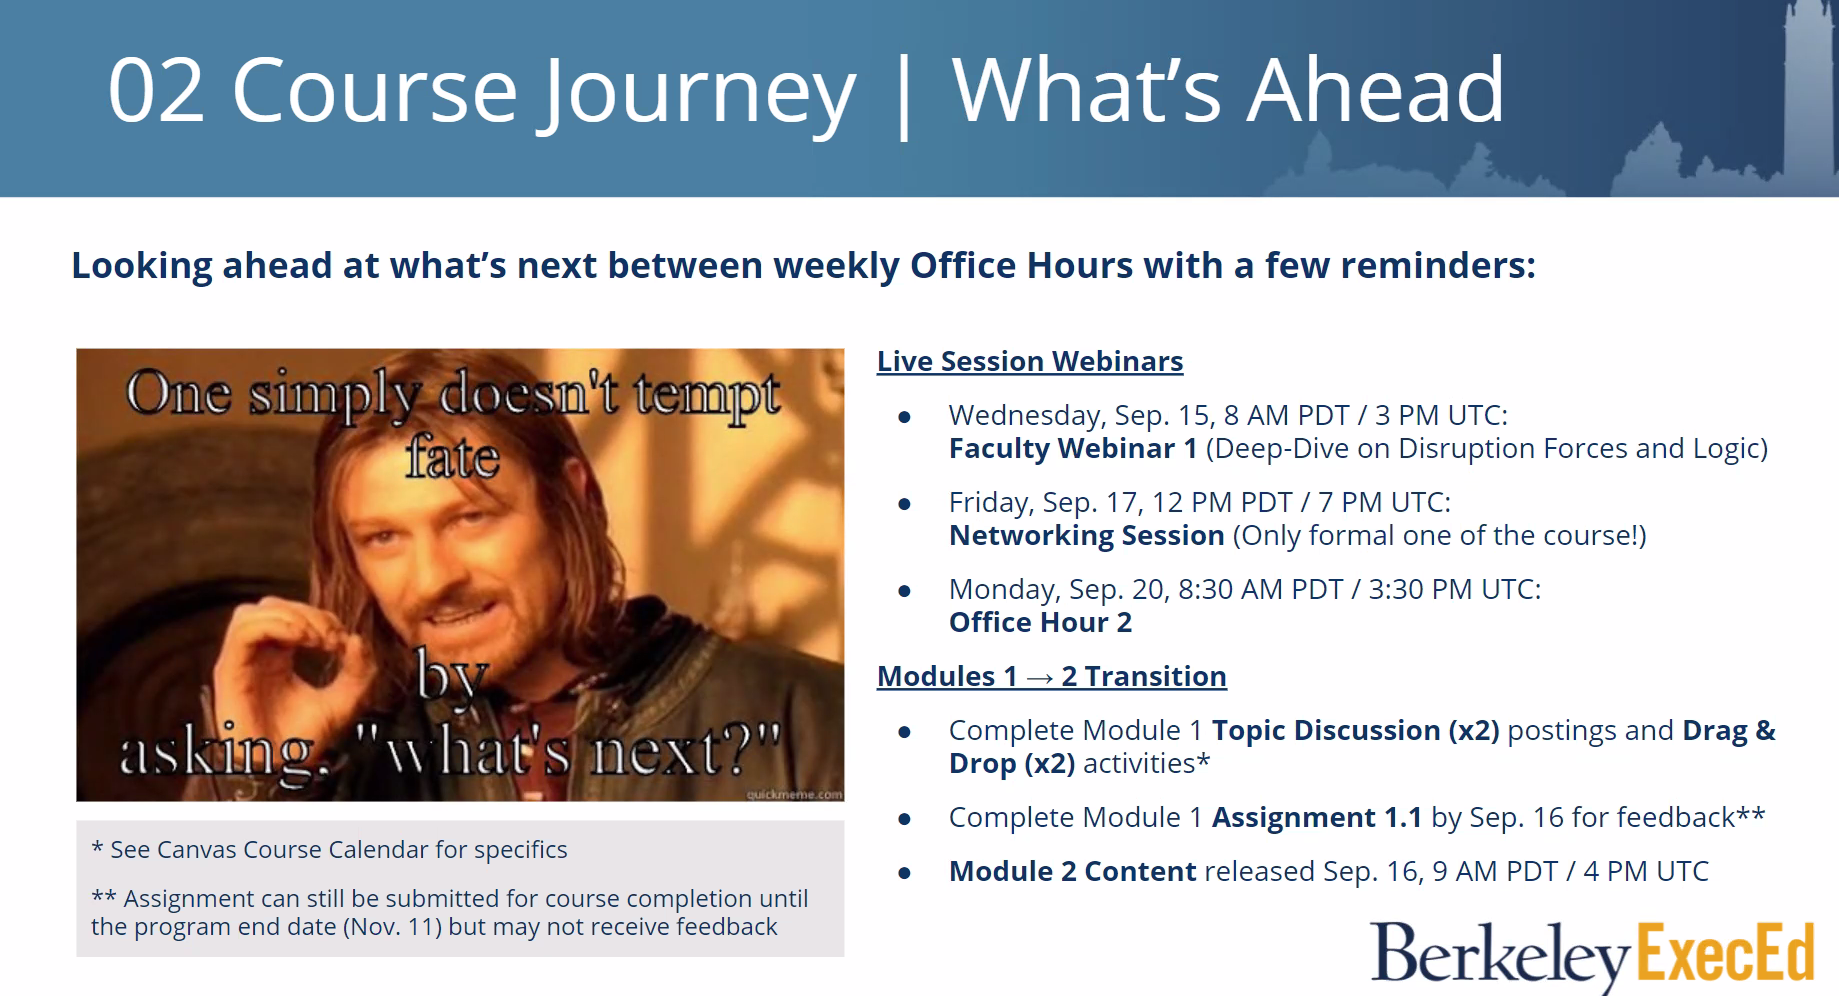 02 Course Journey | What's Ahead
Looking ahead at what's next between weekly Office Hours with a few reminders:
One simply doesn't tempt
fate
by
asking, "what's next?"
quickmeme.com
* See Canvas Course Calendar for specifics
** Assignment can still be submitted for course completion until
the program end date (Nov. 11) but may not receive feedback
Live Session Webinars
● Wednesday, Sep. 15, 8 AM PDT / 3 PM UTC:
Faculty Webinar 1 (Deep-Dive on Disruption Forces and Logic)
● Friday, Sep. 17, 12 PM PDT / 7 PM UTC:
Networking Session (Only formal one of the course!)
● Monday, Sep. 20, 8:30 AM PDT / 3:30 PM UTC:
Office Hour 2
Modules 1 → 2 Transition
● Complete Module 1 Topic Discussion (x2) postings and Drag &
Drop (x2) activities*
● Complete Module 1 Assignment 1.1 by Sep. 16 for feedback**
● Module 2 Content released Sep. 16, 9 AM PDT / 4 PM UTC
Berkeley ExecEd